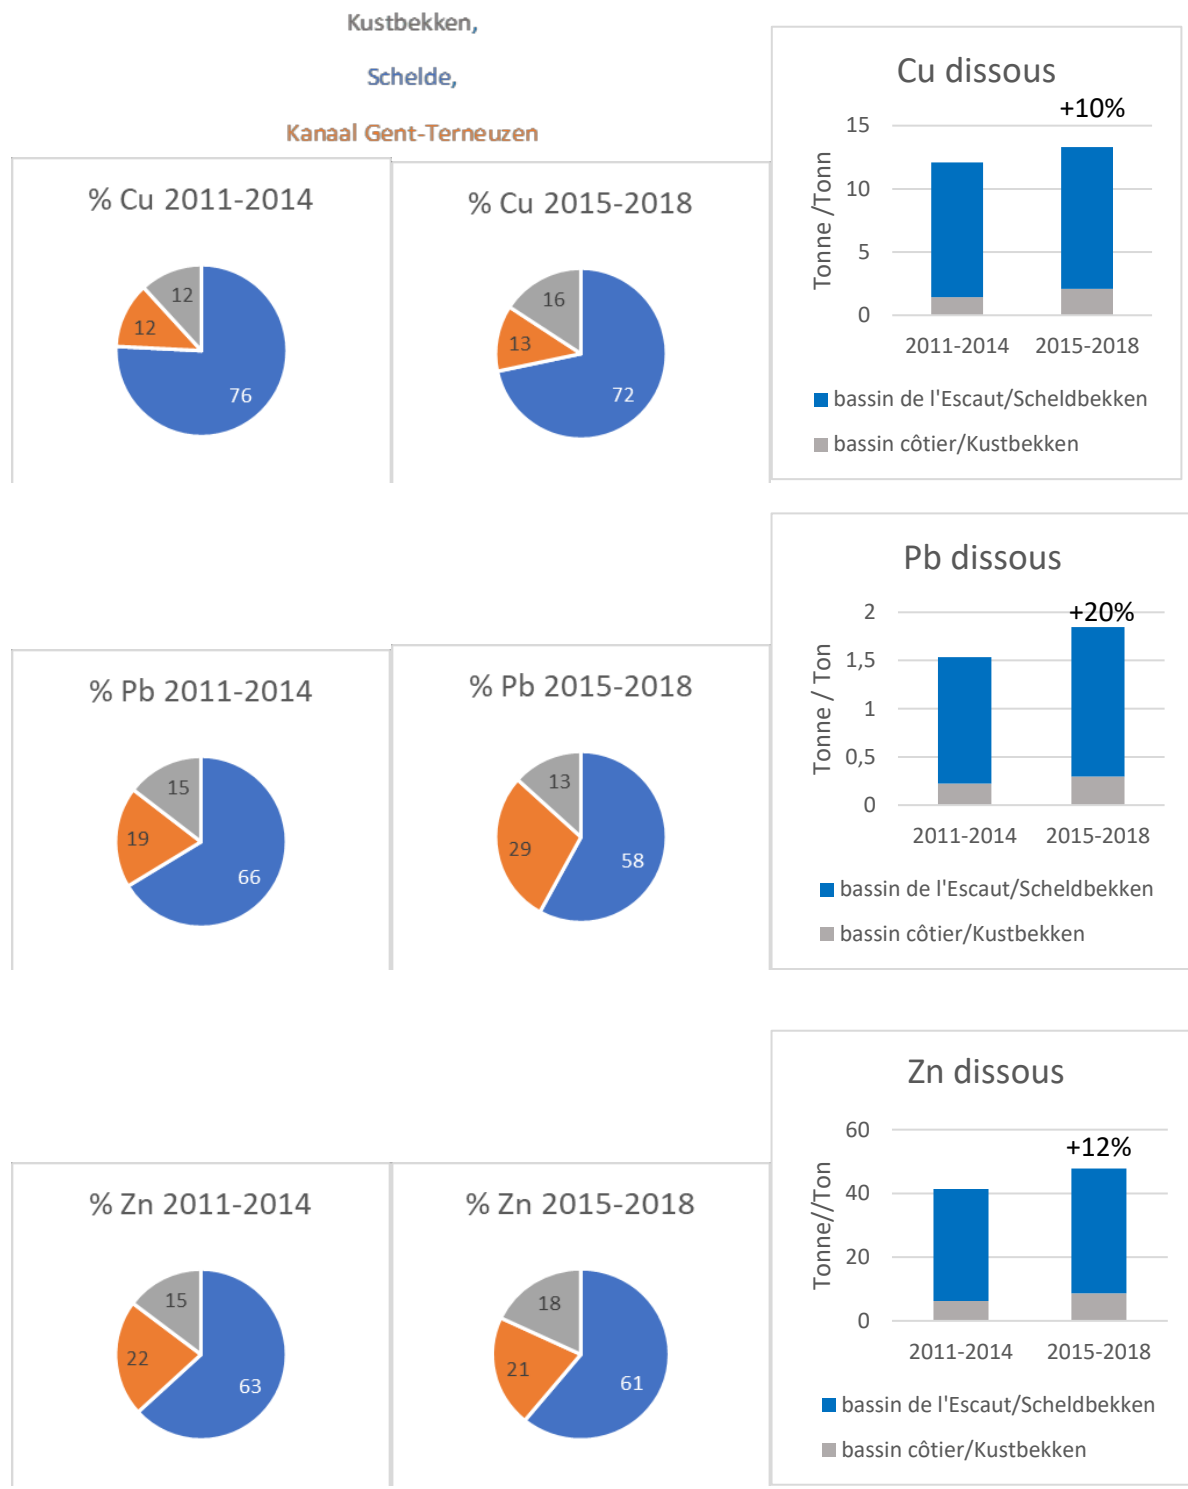 Kustbekken,
Schelde,
Kanaal Gent-Terneuzen
% Cu 2011-2014
12
12
76
% Cu 2015-2018
16
13
72
Cu dissous
+10%
Tonne /Tonn
15
10
5
0
2011-2014 2015-2018
bassin de l'Escaut/Scheldbekken
bassin côtier/Kustbekken
% Pb 2011-2014
15
19
66
% Pb 2015-2018
13
29
58
Pb dissous
+20%
Tonne / Ton
2
1,5
1
0,5
0
2011-2014 2015-2018
bassin de l'Escaut/Scheldbekken
bassin côtier/Kustbekken
% Zn 2011-2014
15
22
63
% Zn 2015-2018
18
21
61
Zn dissous
+12%
Tonne//Ton
60
40
20
0
2011-2014 2015-2018
bassin de l'Escaut/Scheldbekken
bassin côtier/Kustbekken